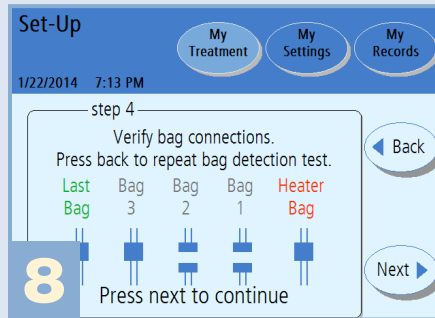 Set-Up
My Treatment
My Settings
My Records
1/22/2014 7:13 PM
step 4
Verify bag connections.
Press back to repeat bag detection test.
Back
Last Bag
Bag 3
Bag 2
Bag 1
Heater Bag
8
Next
Press next to continue